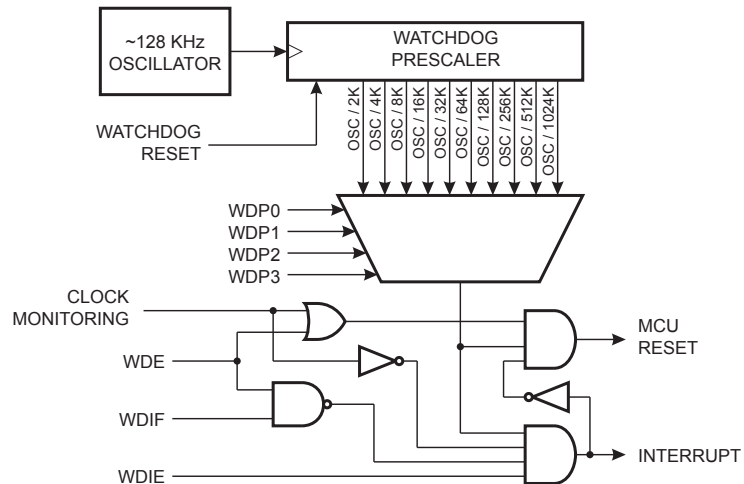 ~128 KHz
OSCILLATOR
WATCHDOG
PRESCALER
WATCHDOG
RESET
OSC / 2K
OSC / 4K
OSC / 8K
OSC / 16K
OSC / 32K
OSC / 64K
OSC / 128K
OSC / 256K
OSC / 512K
OSC / 1024K
WDP0
WDP1
WDP2
WDP3
CLOCK
MONITORING
WDE
WDIF
WDIE
MCU
RESET
INTERRUPT